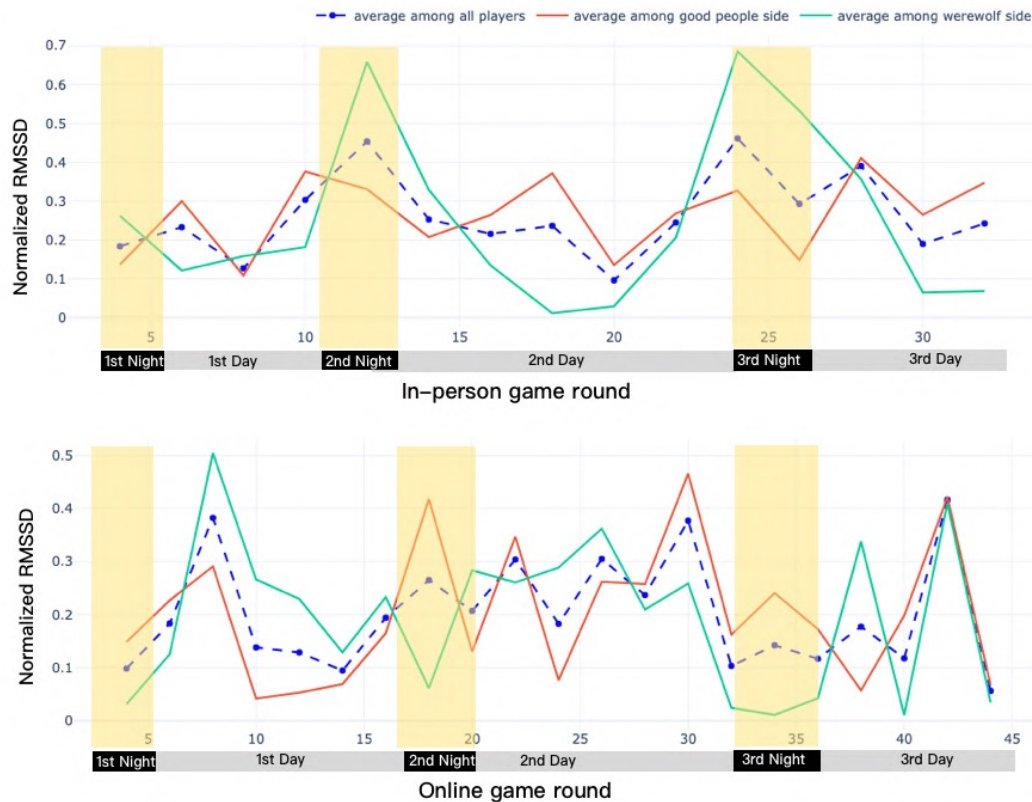 average among all players average among good people side average among werewolf side
0.7
0.6
0.5
0.4
0.3
0.2
0.1
0
Normalized RMSSD
5 10 15 20 25 30
1st Night 1st Day 2nd Night 2nd Day 3rd Night 3rd Day
In-person game round
0.5
0.4
0.3
0.2
0.1
0
Normalized RMSSD
5 10 15 20 25 30 35 40 45
1st Night 1st Day 2nd Night 2nd Day 3rd Night 3rd Day
Online game round